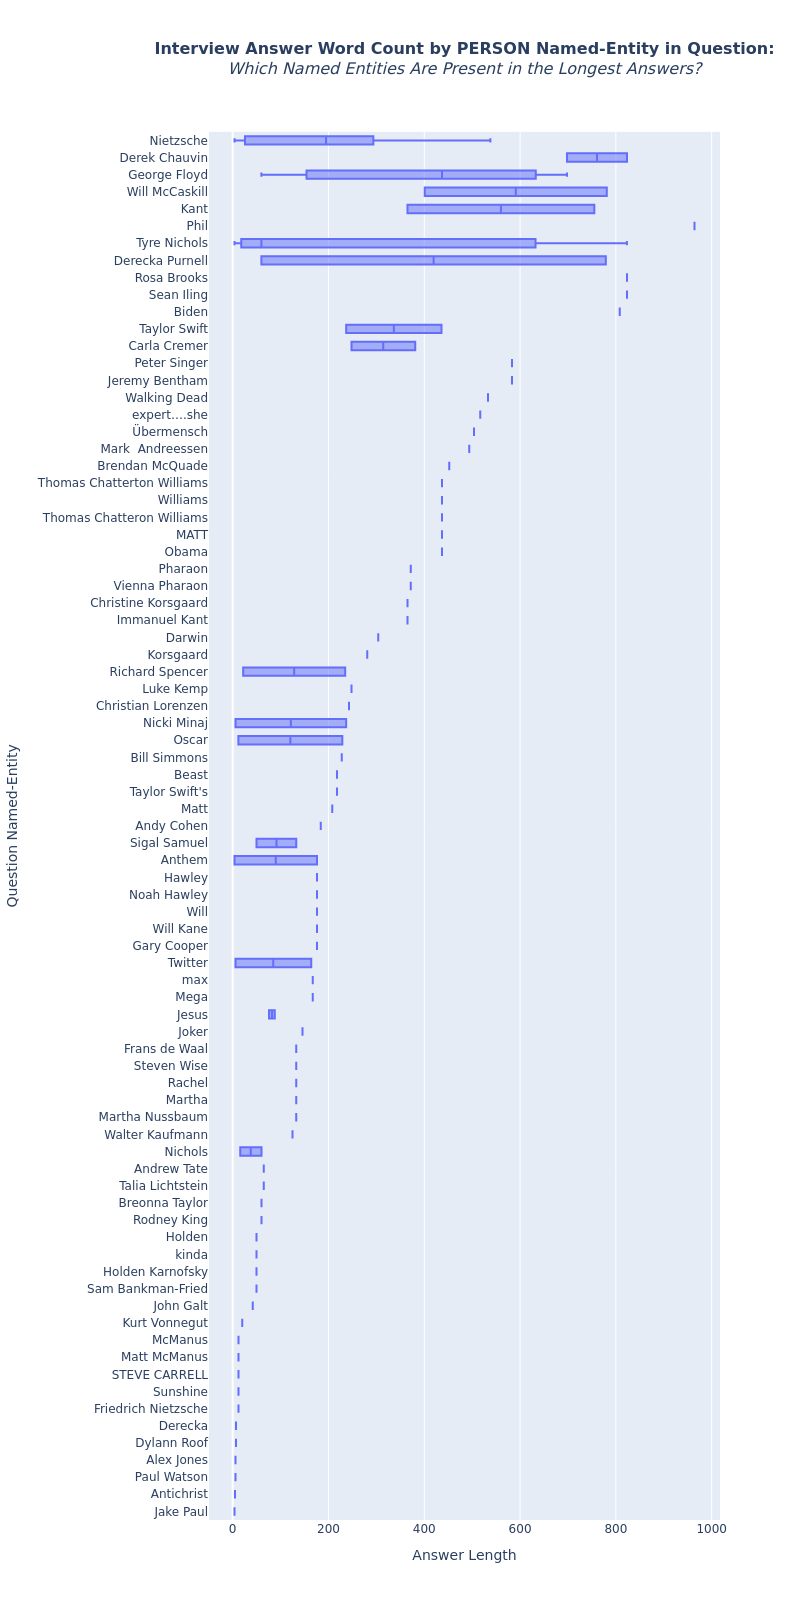 Interview Answer Word Count by PERSON Named-Entity in Question:
Which Named Entities Are Present in the Longest Answers?
Nietzsche
Derek Chauvin
George Floyd
Will McCaskill
Kant
Phil
Tyre Nichols
Derecka Purnell
Rosa Brooks
Sean Iling
Biden
Taylor Swift
Carla Cremer
Peter Singer
Jeremy Bentham
Walking Dead
expert....she
Übermensch
Mark  Andreessen
Brendan McQuade
Thomas Chatterton Williams
Williams
Thomas Chatteron Williams
MATT
Obama
Pharaon
Vienna Pharaon
Christine Korsgaard
Immanuel Kant
Darwin
Korsgaard
Richard Spencer
Luke Kemp
Christian Lorenzen
Nicki Minaj
Oscar
Bill Simmons
Beast
Taylor Swift's
Matt
Andy Cohen
Sigal Samuel
Anthem
Hawley
Noah Hawley
Will
Will Kane
Gary Cooper
Twitter
max
Mega
Jesus
Joker
Frans de Waal
Steven Wise
Rachel
Martha
Martha Nussbaum
Walter Kaufmann
Nichols
Andrew Tate
Talia Lichtstein
Breonna Taylor
Rodney King
Holden
kinda
Holden Karnofsky
Sam Bankman-Fried
John Galt
Kurt Vonnegut
McManus
Matt McManus
STEVE CARRELL
Sunshine
Friedrich Nietzsche
Derecka
Dylann Roof
Alex Jones
Paul Watson
Antichrist
Jake Paul
Question Named-Entity
0 200 400 600 800 1000
Answer Length